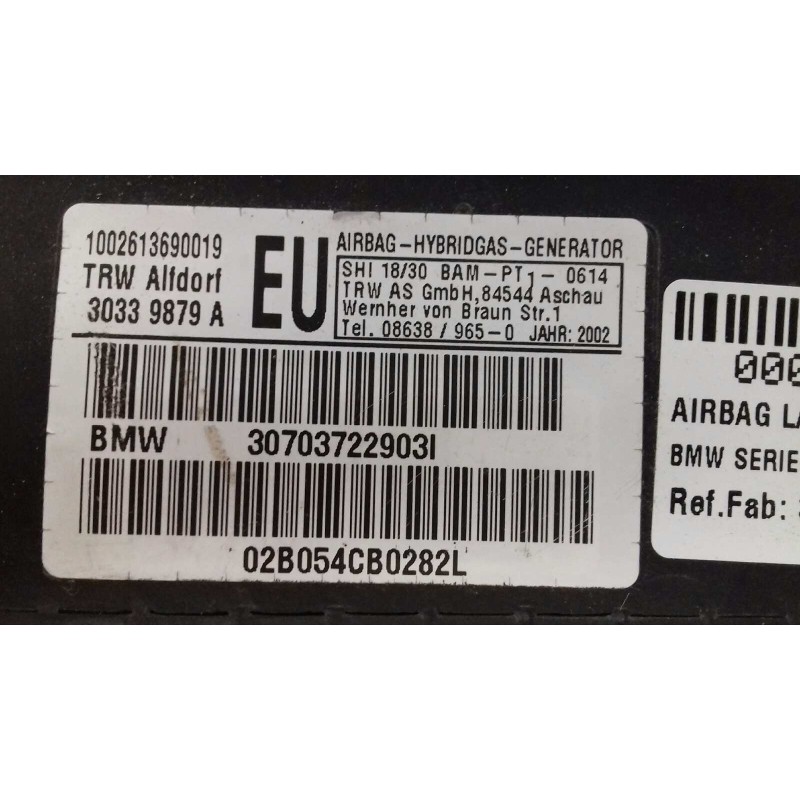 1002613690019
TRW Alfdorf
3033 9879 A
EU
AIRBAG-HYBRIDGAS-GENERATOR
SHI 18/30 BAM-PT1-0614
TRW AS GmbH,84544 Aschau
Wernher von Braun Str.1
Tel. 08638/965-0 JAHR: 2002
BMW 30703722903I
02B054CB0282L
000
AIRBAG
BMW SERIE
Ref.Fab: